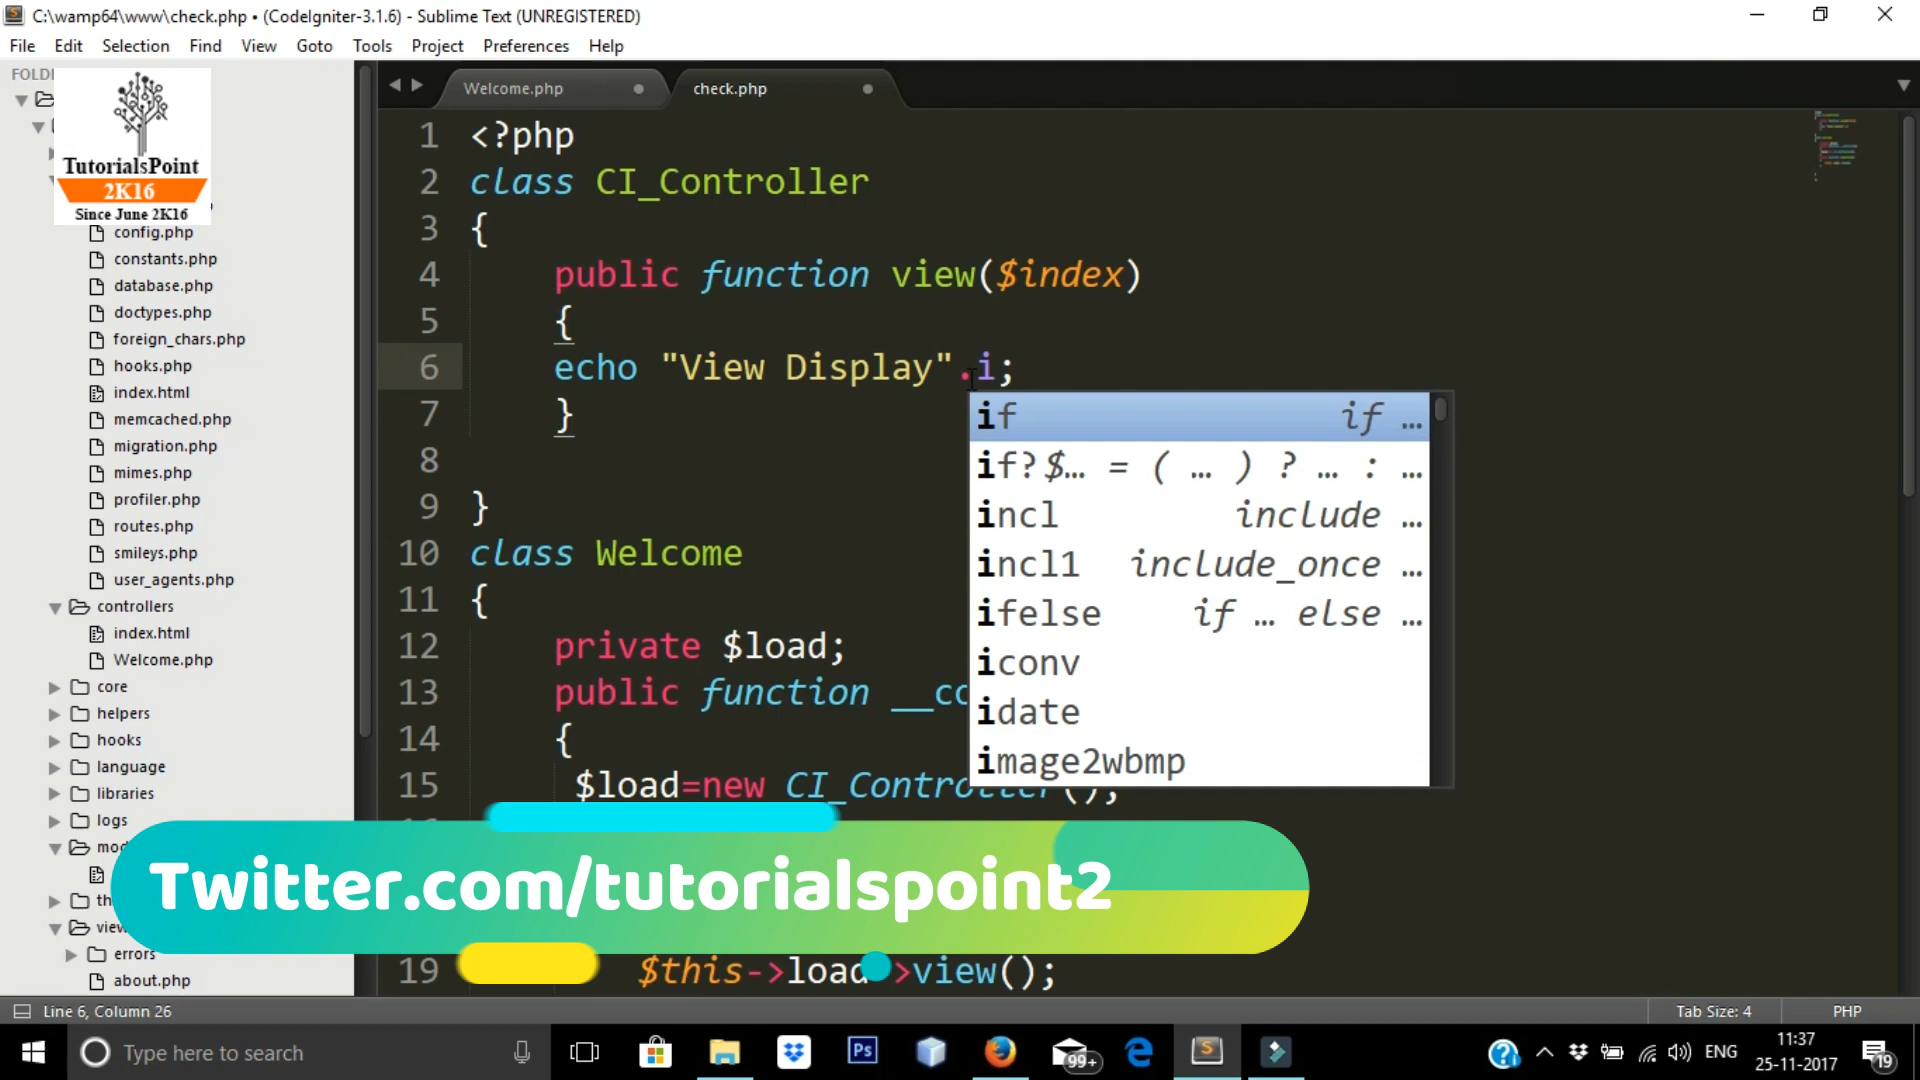 C:\wamp64\www\check.php • (CodeIgniter-3.1.6) - Sublime Text (UNREGISTERED)
File Edit Selection Find View Goto Tools Project Preferences Help
TutorialsPoint
2K16
Since June 2K16
config.php
constants.php
database.php
doctypes.php
foreign_chars.php
hooks.php
index.html
memcached.php
migration.php
mimes.php
profiler.php
routes.php
smileys.php
user_agents.php
controllers
index.html
Welcome.php
core
helpers
hooks
language
libraries
logs
errors
about.php
Welcome.php check.php
1 <?php
2 class CI_Controller
3 {
4 public function view($index)
5 {
6 echo "View Display".i;
7 }
8
9 }
10 class Welcome
11 {
12 private $load;
13 public function
14 {
15 $load=new CI_Controller();
19 $this->load->view();
if if …
if?$… = ( … ) ? … : …
incl include …
incl1 include_once …
ifelse if … else …
iconv
idate
image2wbmp
Twitter.com/tutorialspoint2
Line 6, Column 26 Tab Size: 4 PHP
Type here to search
Ps
99+
S
ENG
11:37
25-11-2017
19